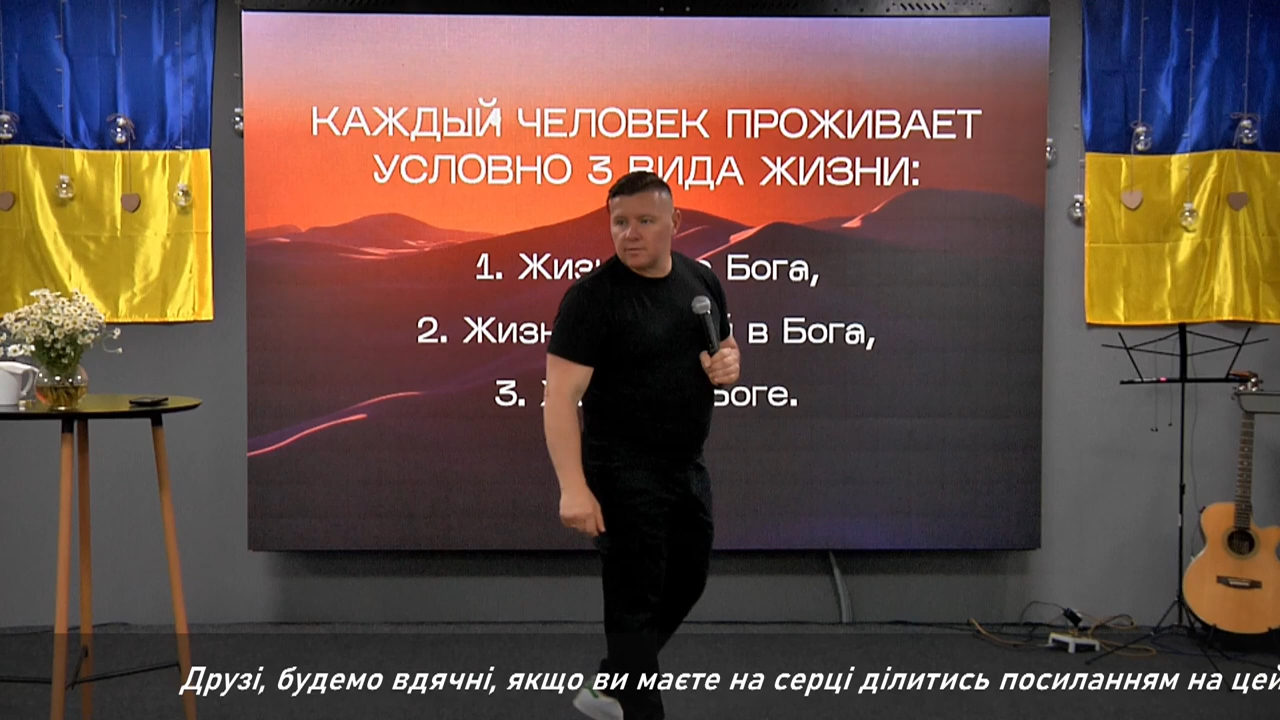 КАЖДЫЙ ЧЕЛОВЕК ПРОЖИВАЕТ
УСЛОВНО 3 ВИДА ЖИЗНИ:
1. Бога,
2. в Бога,
3. Боге.
Друзі, будемо вдячні, якщо ви маєте на серці ділитись посиланням на цей